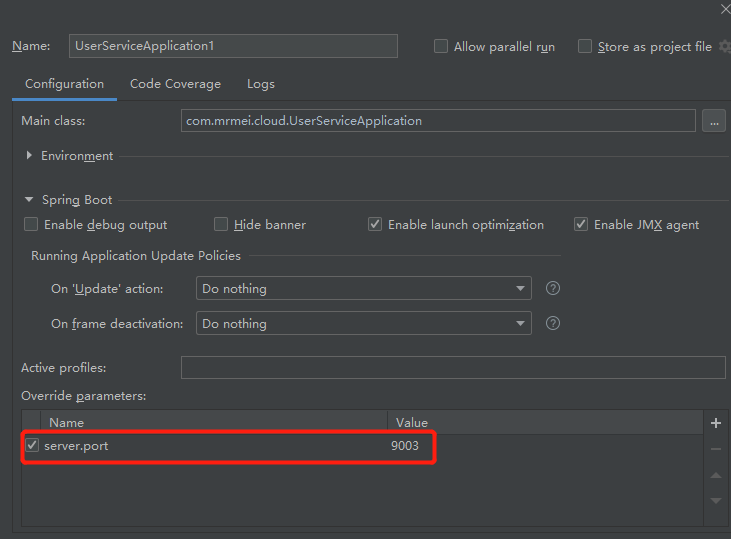 Name: UserServiceApplication1 Allow parallel run Store as project file
Configuration Code Coverage Logs
Main class: com.mrmei.cloud.UserServiceApplication ...
Environment
Spring Boot
Enable debug output Hide banner Enable launch optimization Enable JMX agent
Running Application Update Policies
On 'Update' action: Do nothing ?
On frame deactivation: Do nothing ?
Active profiles:
Override parameters:
Name Value
server.port 9003